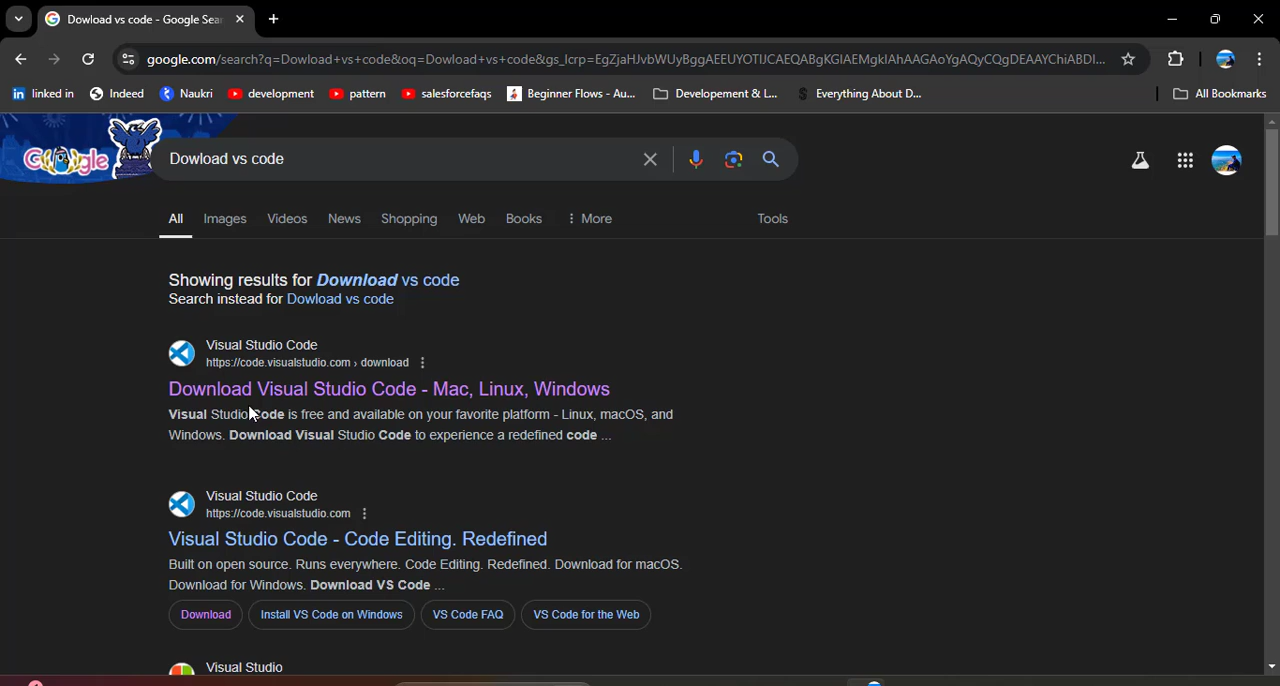 Dowload vs code - Google Sea
google.com/search?q=Dowload+vs+code&oq=Dowload+vs+code&gs_lcrp=EgZjaHJvbWUyBggAEEUYOTIJCAEQABgKGIAEMgkIAhAAGAoYgAQyCQgDEAAYChiABDI...
linked in
Indeed
Naukri
development
pattern
salesforcefaqs
Beginner Flows - Au...
Developement & L...
Everything About D...
All Bookmarks
Google
Dowload vs code
All
Images
Videos
News
Shopping
Web
Books
More
Tools
Showing results for Download vs code
Search instead for Dowload vs code
Visual Studio Code
https://code.visualstudio.com › download
Download Visual Studio Code - Mac, Linux, Windows
Visual Studio Code is free and available on your favorite platform - Linux, macOS, and
Windows. Download Visual Studio Code to experience a redefined code ...
Visual Studio Code
https://code.visualstudio.com
Visual Studio Code - Code Editing. Redefined
Built on open source. Runs everywhere. Code Editing. Redefined. Download for macOS.
Download for Windows. Download VS Code ...
Download
Install VS Code on Windows
VS Code FAQ
VS Code for the Web
Visual Studio